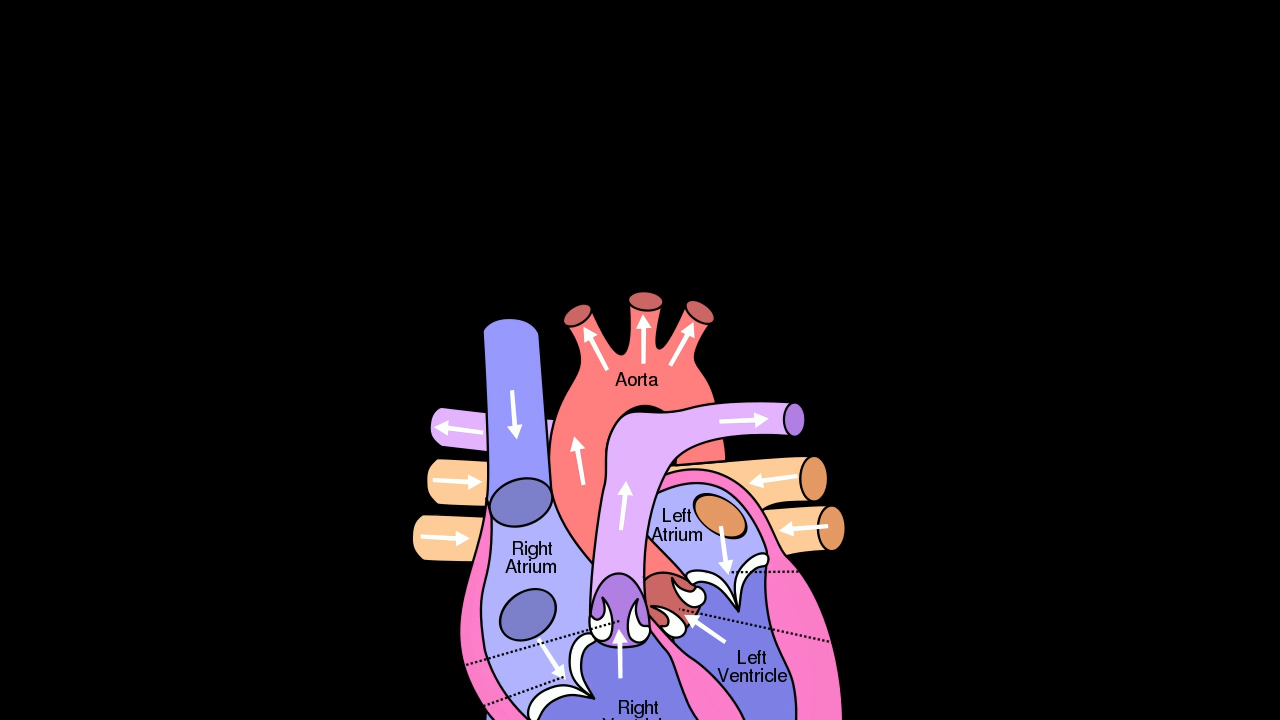 Aorta
Left
Atrium
Right
Atrium
Left
Ventricle
Right